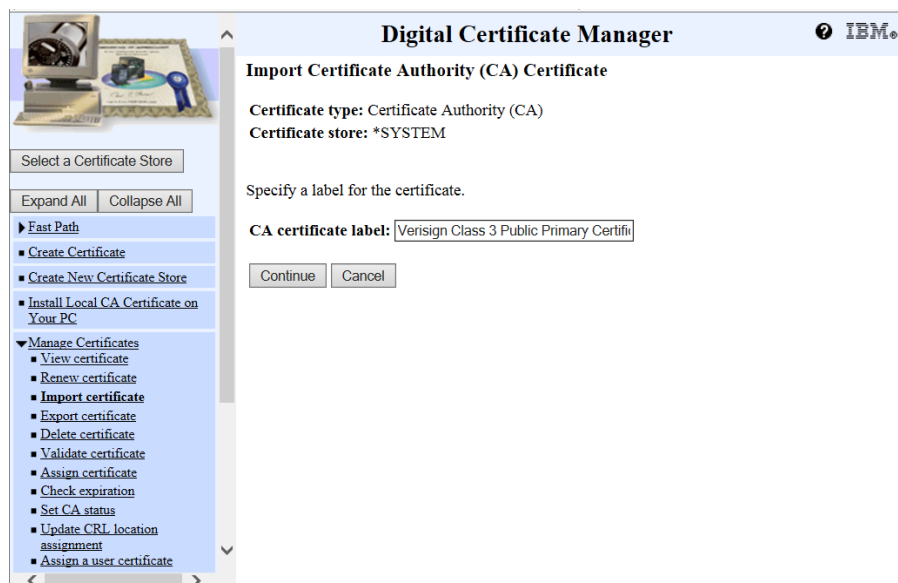 Digital Certificate Manager
IBM®
Select a Certificate Store
Expand All
Collapse All
Fast Path
Create Certificate
Create New Certificate Store
Install Local CA Certificate on
Your PC
Manage Certificates
View certificate
Renew certificate
Import certificate
Export certificate
Delete certificate
Validate certificate
Assign certificate
Check expiration
Set CA status
Update CRL location
assignment
Assign a user certificate
Import Certificate Authority (CA) Certificate
Certificate type: Certificate Authority (CA)
Certificate store: *SYSTEM
Specify a label for the certificate.
CA certificate label: Verisign Class 3 Public Primary
Continue
Cancel